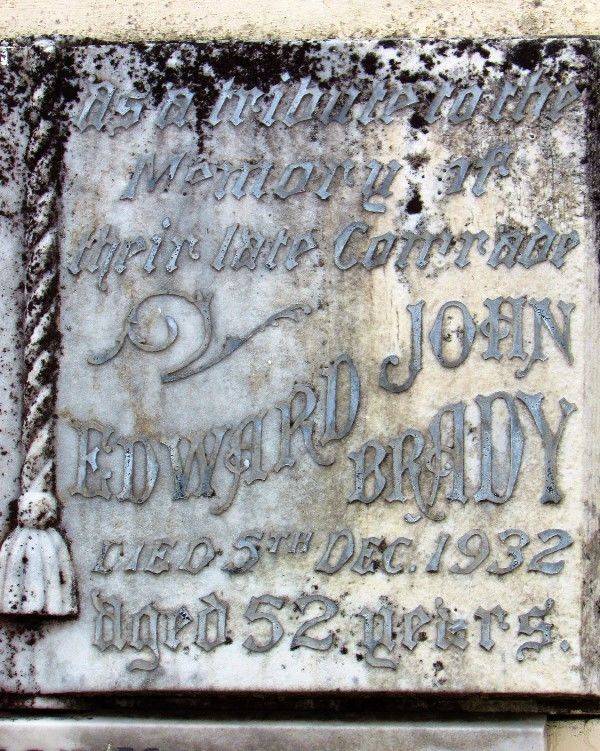 As a tribute to the
Memory of
their late Comrade
JOHN
EDWARD BRADY
DIED 5TH DEC. 1932
aged 52 years.